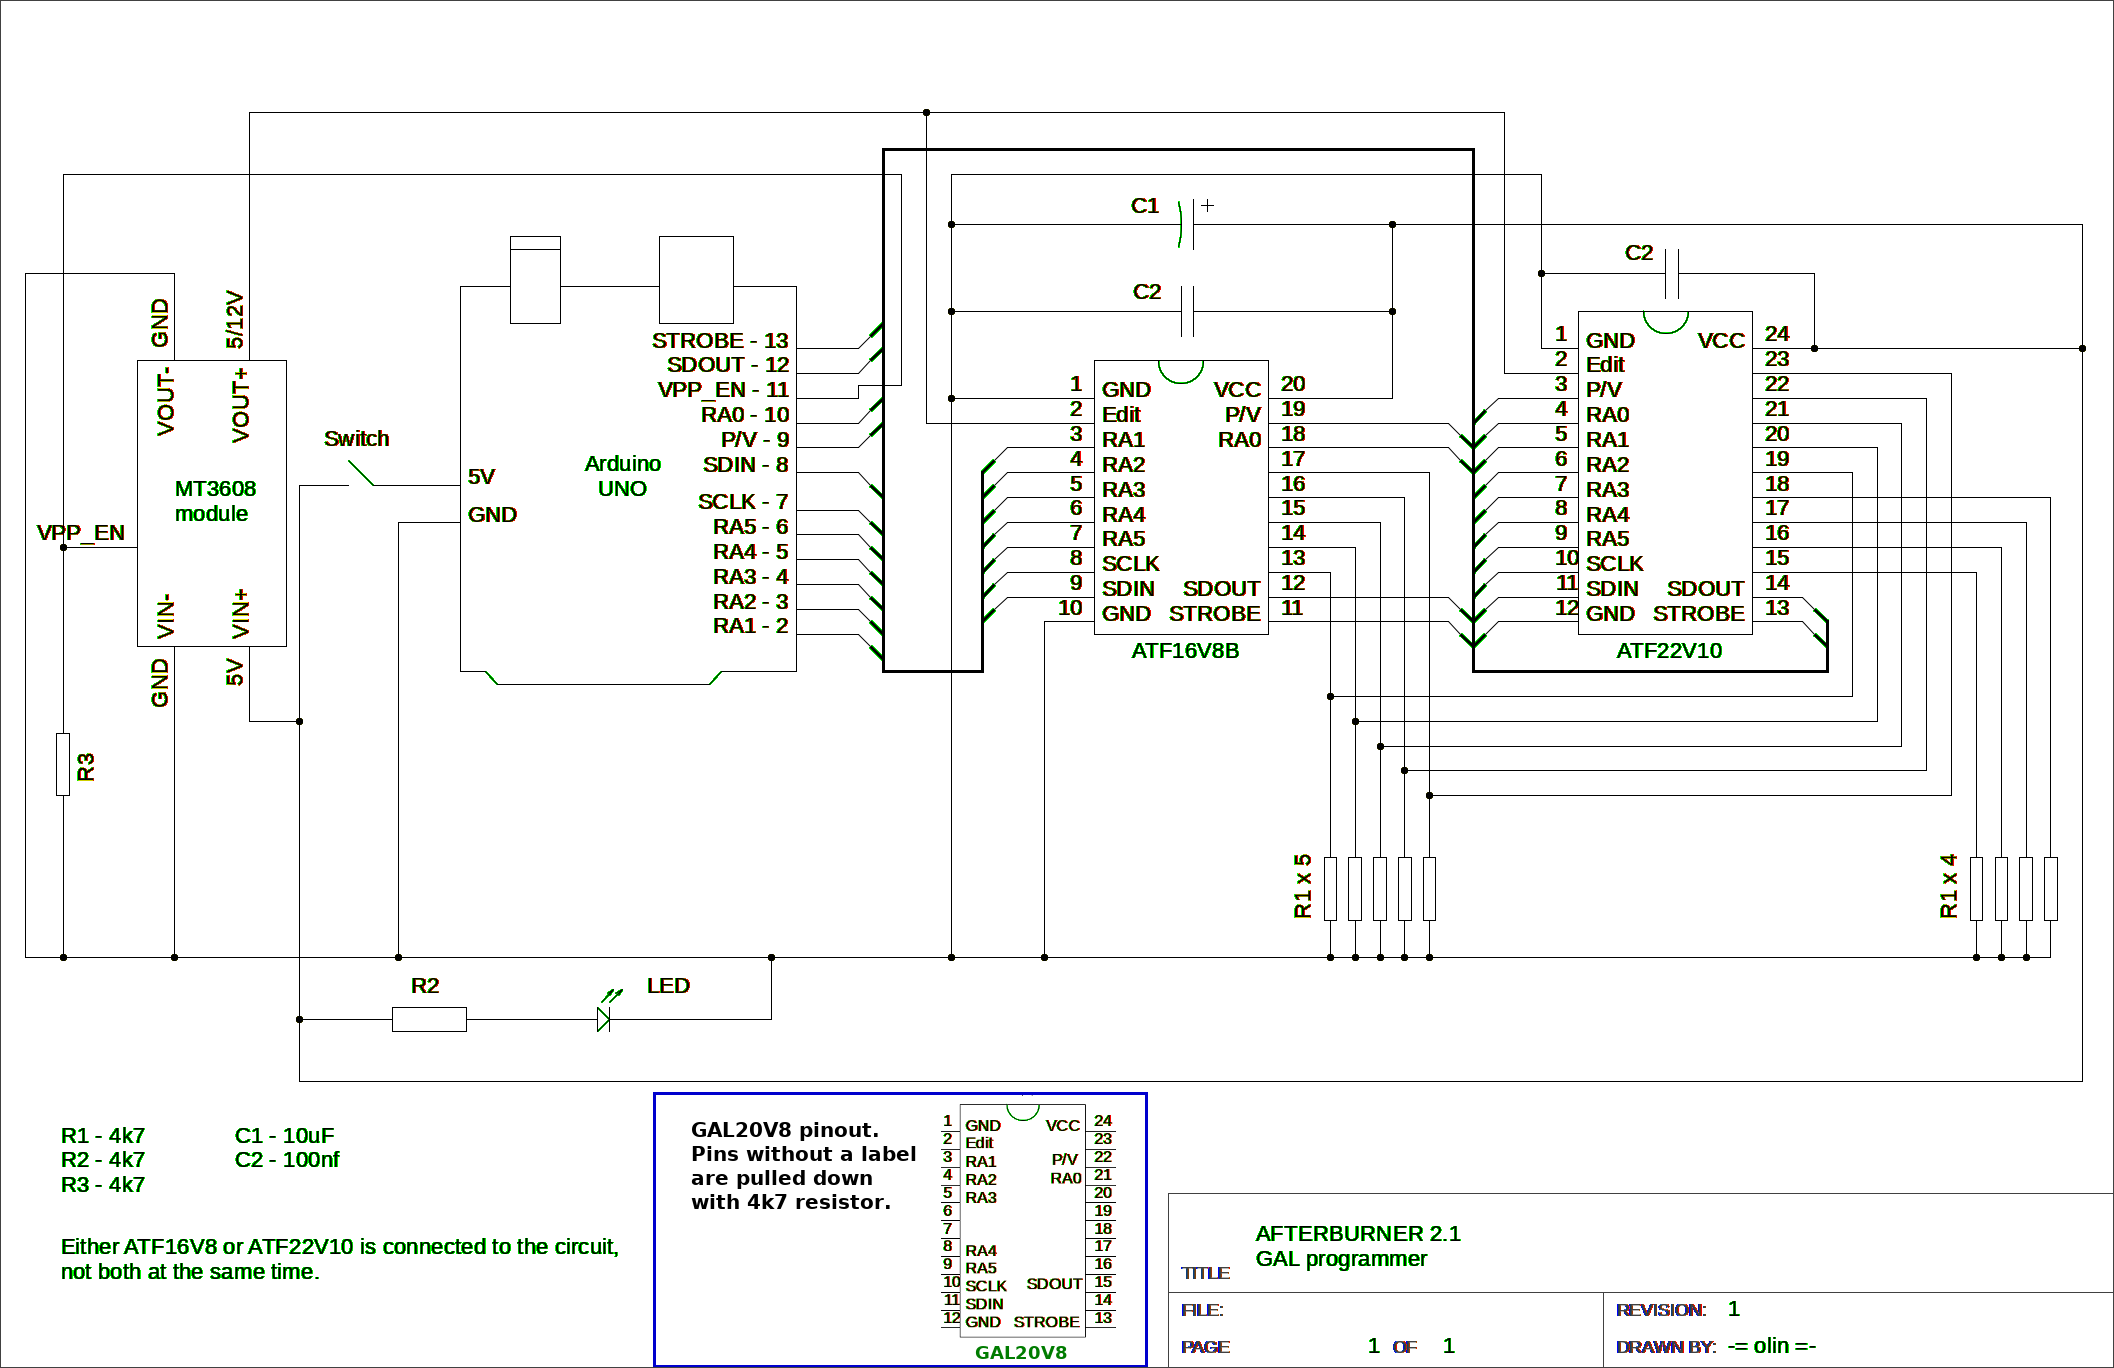 C1
+
C2
C2
GND
5/12V
VOUT-
VOUT+
MT3608
module
VPP_EN
VIN-
VIN+
GND
5V
R3
Switch
5V
GND
Arduino
UNO
STROBE - 13
SDOUT - 12
VPP_EN - 11
RA0 - 10
P/V - 9
SDIN - 8
SCLK - 7
RA5 - 6
RA4 - 5
RA3 - 4
RA2 - 3
RA1 - 2
1 GND VCC 20
2 Edit P/V 19
3 RA1 RA0 18
4 RA2 17
5 RA3 16
6 RA4 15
7 RA5 14
8 SCLK 13
9 SDIN SDOUT 12
10 GND STROBE 11
ATF16V8B
1 GND VCC 24
2 Edit 23
3 P/V 22
4 RA0 21
5 RA1 20
6 RA2 19
7 RA3 18
8 RA4 17
9 RA5 16
10 SCLK 15
11 SDIN SDOUT 14
12 GND STROBE 13
ATF22V10
R1 x 5
R1 x 4
R2
LED
R1 - 4k7
R2 - 4k7
R3 - 4k7
C1 - 10uF
C2 - 100nf
Either ATF16V8 or ATF22V10 is connected to the circuit,
not both at the same time.
GAL20V8 pinout.
Pins without a label
are pulled down
with 4k7 resistor.
1 GND VCC 24
2 Edit 23
3 RA1 P/V 22
4 RA2 RA0 21
5 RA3 20
6 19
7 18
8 RA4 17
9 RA5 16
10 SCLK SDOUT 15
11 SDIN 14
12 GND STROBE 13
GAL20V8
AFTERBURNER 2.1
GAL programmer
TITLE
FILE:
REVISION: 1
PAGE 1 OF 1
DRAWN BY: -= olin =-